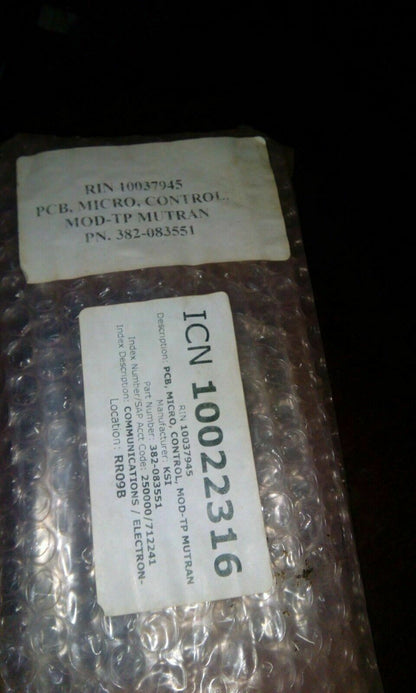 RIN 10037945
PCB, MICRO, CONTROL,
MOD-TP MUTRAN
PN. 382-083551
ICN 10022316
RIN 10037945
Description: PCB, MICRO, CONTROL, MOD-TP MUTRAN
Manufacturer: KSI
Part Number: 382-083551
Index Number/SAP Acct Code: 250000/712241
Index Description: COMMUNICATIONS / ELECTRON-
Location: RR09B